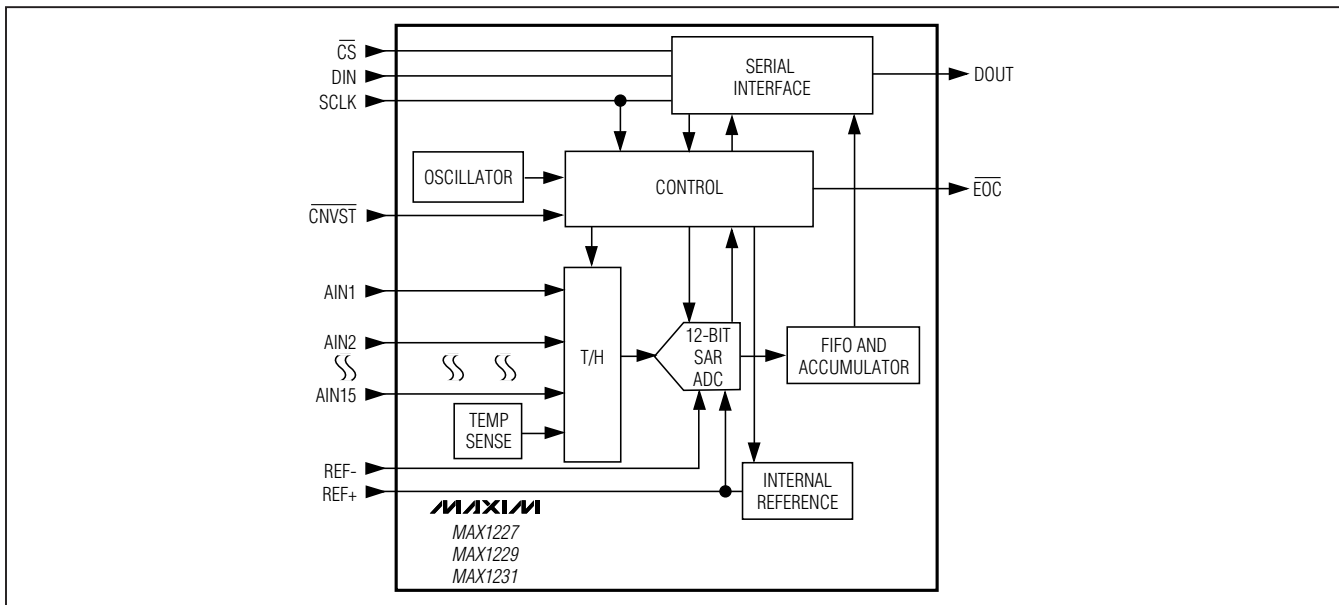 CS
DIN
SCLK
SERIAL
INTERFACE
DOUT
OSCILLATOR
CONTROL
EOC
CNVST
AIN1
AIN2
AIN15
T/H
12-BIT
SAR
ADC
FIFO AND
ACCUMULATOR
TEMP
SENSE
REF-
REF+
INTERNAL
REFERENCE
MAXIM
MAX1227
MAX1229
MAX1231